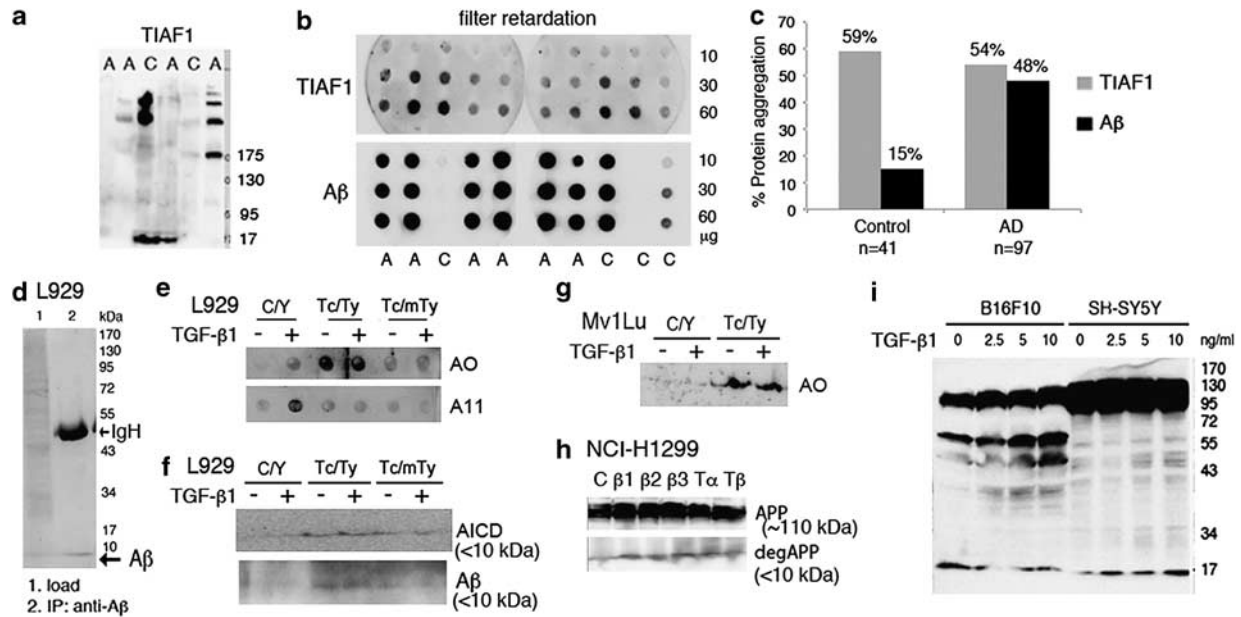 a
TIAF1
A A C A C A
175
130
95
17
b
filter retardation
TIAF1
10
30
60
Aβ
10
30
60
μg
A A C A A A A C C C
c
% Protein aggregation
70
60
50
40
30
20
10
0
59%
15%
54%
48%
Control
n=41
AD
n=97
TIAF1
Aβ
d L929
1 2 kDa
170
130
95
72
55
IgH
43
34
17
10
Aβ
1. load
2. IP: anti-Aβ
e L929 C/Y Tc/Ty Tc/mTy
TGF-β1 - + - + - +
AO
A11
f L929 C/Y Tc/Ty Tc/mTy
TGF-β1 - + - + - +
AICD
(<10 kDa)
Aβ
(<10 kDa)
g
Mv1Lu C/Y Tc/Ty
TGF-β1 - + - +
AO
h NCI-H1299
C β1 β2 β3 Tα Tβ
APP
(~110 kDa)
degAPP
(<10 kDa)
i
B16F10 SH-SY5Y
TGF-β1 0 2.5 5 10 0 2.5 5 10 ng/ml
170
130
95
72
55
43
34
17